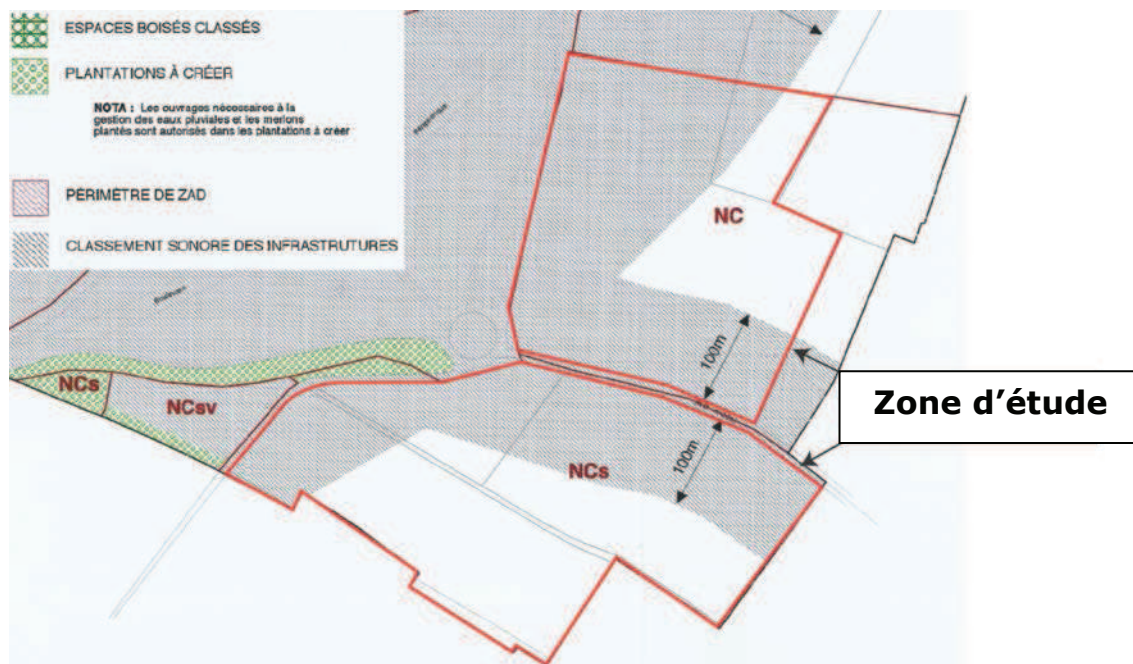 ESPACES BOISÉS CLASSÉS
PLANTATIONS À CRÉER
NOTA : Les ouvrages nécessaires à la
gestion des eaux pluviales et les merlons
plantés sont autorisés dans les plantations à créer
PÉRIMÈTRE DE ZAD
CLASSEMENT SONORE DES INFRASTRUTURES
NC
100m
Zone d’étude
NCs
NCsv
NCs
100m